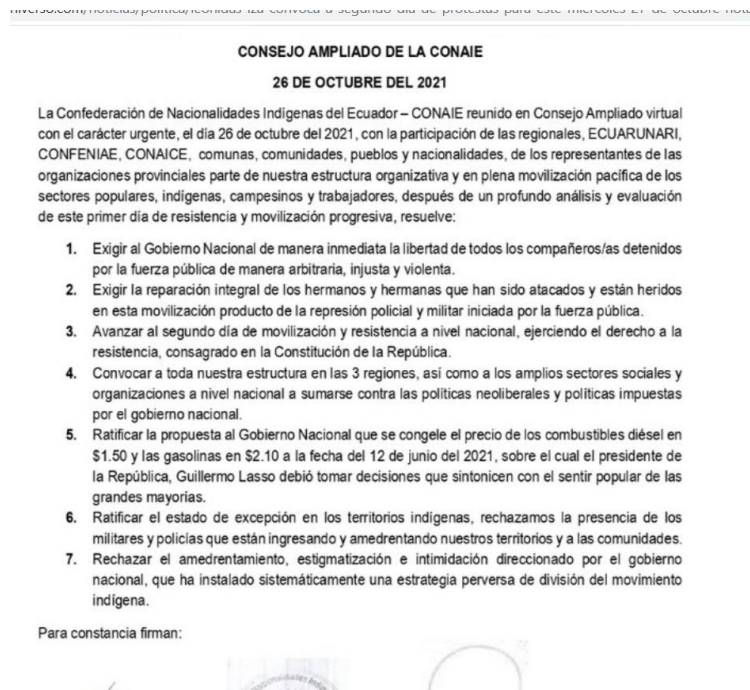 CONSEJO AMPLIADO DE LA CONAIE
26 DE OCTUBRE DEL 2021
La Confederación de Nacionalidades Indígenas del Ecuador – CONAIE reunido en Consejo Ampliado virtual
con el carácter urgente, el día 26 de octubre del 2021, con la participación de las regionales, ECUARUNARI,
CONFENIAE, CONAICE, comunas, comunidades, pueblos y nacionalidades, de los representantes de las
organizaciones provinciales parte de nuestra estructura organizativa y en plena movilización pacífica de los
sectores populares, indígenas, campesinos y trabajadores, después de un profundo análisis y evaluación
de este primer día de resistencia y movilización progresiva, resuelve:
1. Exigir al Gobierno Nacional de manera inmediata la libertad de todos los compañeros/as detenidos
por la fuerza pública de manera arbitraria, injusta y violenta.
2. Exigir la reparación integral de los hermanos y hermanas que han sido atacados y están heridos
en esta movilización producto de la represión policial y militar iniciada por la fuerza pública.
3. Avanzar al segundo día de movilización y resistencia a nivel nacional, ejerciendo el derecho a la
resistencia, consagrado en la Constitución de la República.
4. Convocar a toda nuestra estructura en las 3 regiones, así como a los amplios sectores sociales y
organizaciones a nivel nacional a sumarse contra las políticas neoliberales y políticas impuestas
por el gobierno nacional.
5. Ratificar la propuesta al Gobierno Nacional que se congele el precio de los combustibles diésel en
$1.50 y las gasolinas en $2.10 a la fecha del 12 de junio del 2021, sobre el cual el presidente de
la República, Guillermo Lasso debió tomar decisiones que sintonicen con el sentir popular de las
grandes mayorías.
6. Ratificar el estado de excepción en los territorios indígenas, rechazamos la presencia de los
militares y policías que están ingresando y amedrentando nuestros territorios y a las comunidades.
7. Rechazar el amedrentamiento, estigmatización e intimidación direccionado por el gobierno
nacional, que ha instalado sistemáticamente una estrategia perversa de división del movimiento
indígena.
Para constancia firman: